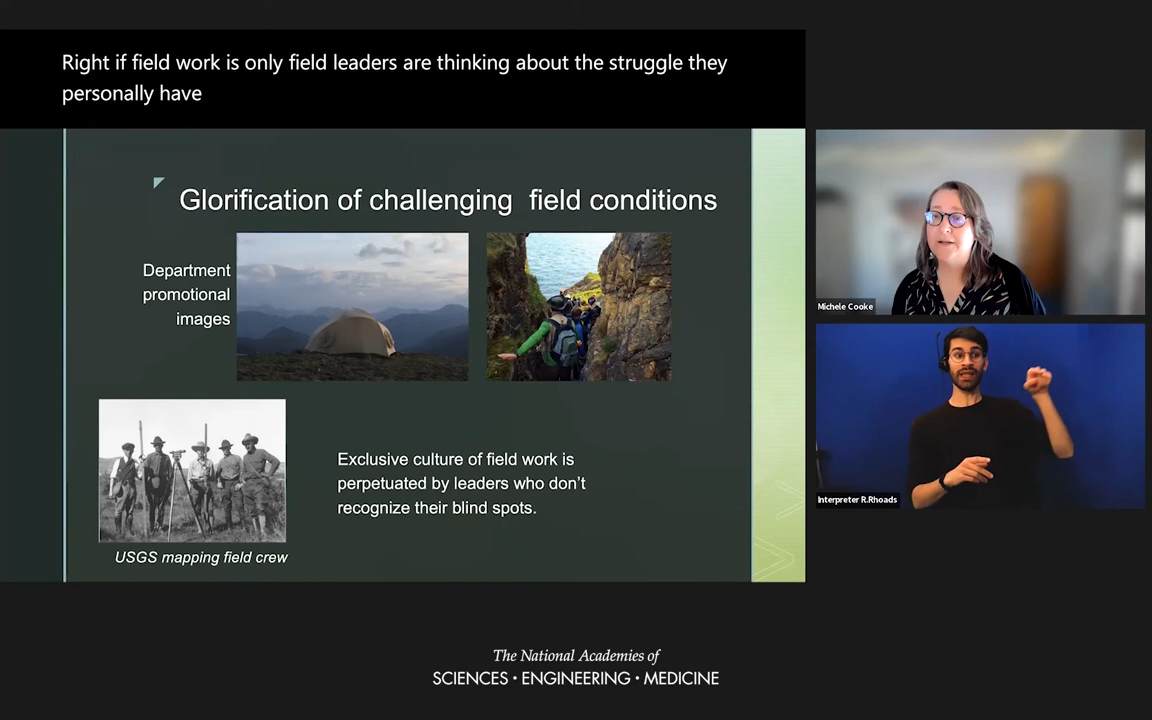 Right if field work is only field leaders are thinking about the struggle they
personally have
Glorification of challenging  field conditions
Department
promotional
images
USGS mapping field crew
Exclusive culture of field work is
perpetuated by leaders who don't
recognize their blind spots.
Michele Cooke
Interpreter R.Rhoads
The National Academies of
SCIENCES • ENGINEERING • MEDICINE